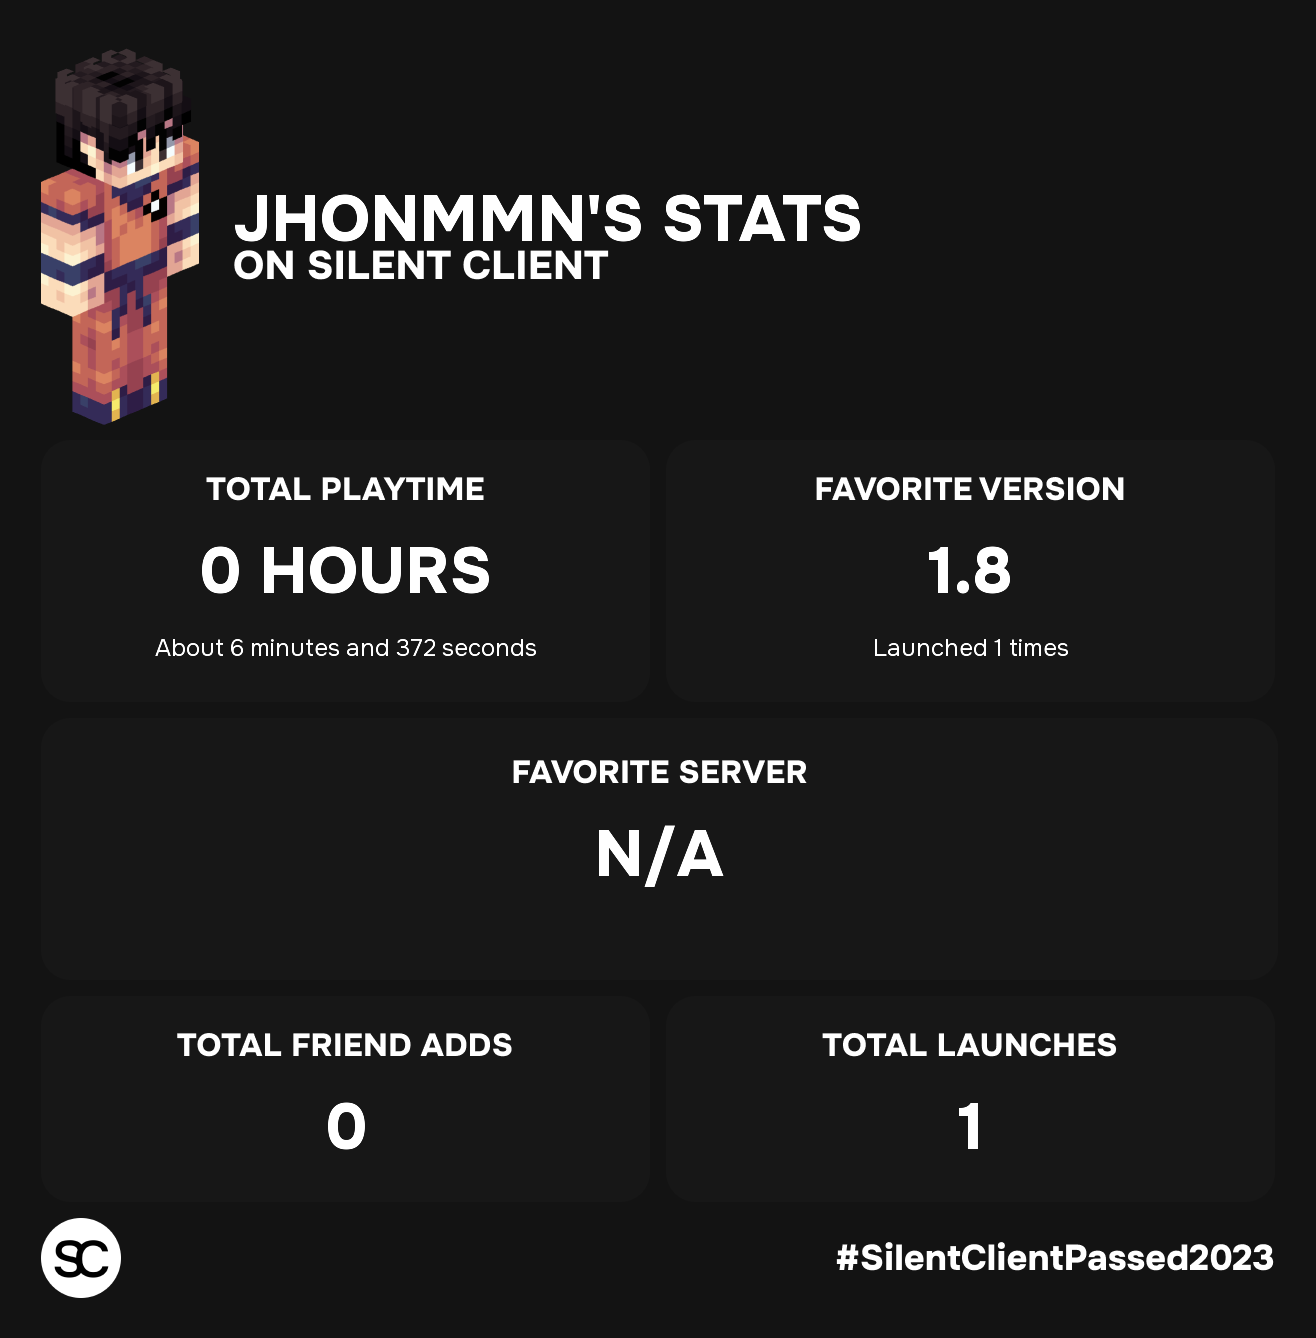 JHONMMN'S STATS
ON SILENT CLIENT
TOTAL PLAYTIME
0 HOURS
About 6 minutes and 372 seconds
FAVORITE VERSION
1.8
Launched 1 times
FAVORITE SERVER
N/A
TOTAL FRIEND ADDS
0
TOTAL LAUNCHES
1
SC
#SilentClientPassed2023